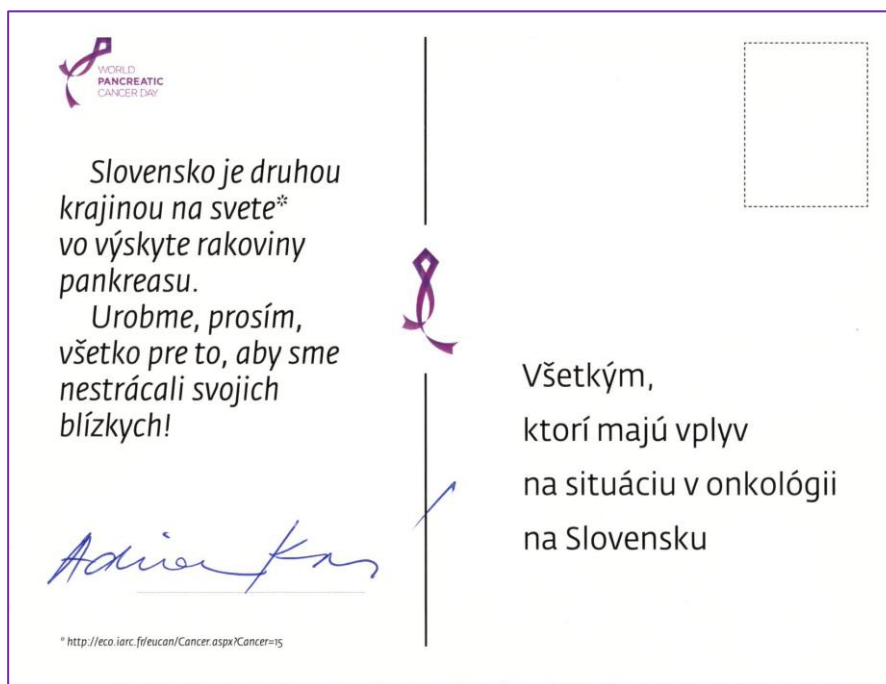 WORLD
PANCREATIC
CANCER DAY
Slovensko je druhou
krajinou na svete*
vo výskyte rakoviny
pankreasu.
Urobme, prosím,
všetko pre to, aby sme
nestrácali svojich
blízkych!
Adrian
* http://eco.iarc.fr/eucan/Cancer.aspx?Cancer=15
Všetkým,
ktorí majú vplyv
na situáciu v onkológii
na Slovensku